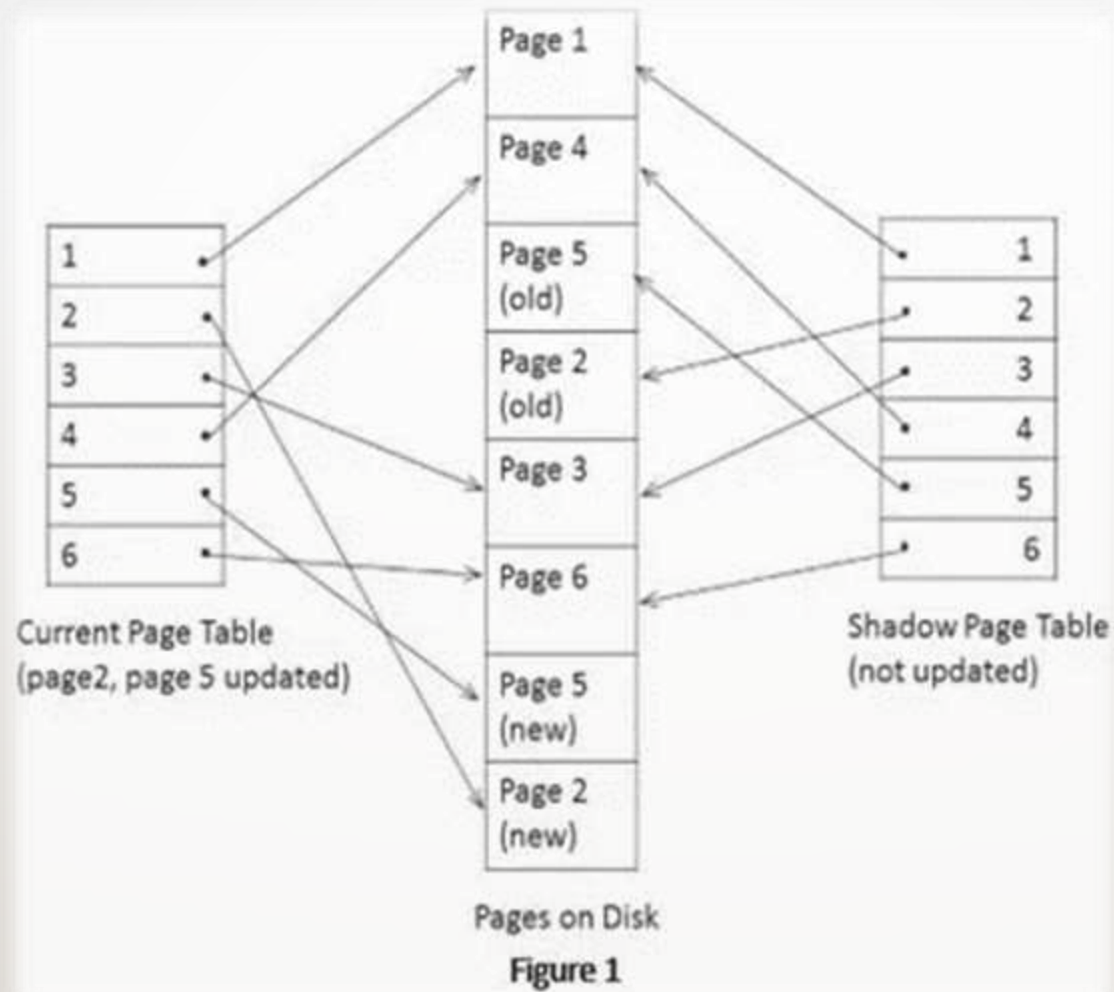 Page 1
Page 4
Page 5
(old)
Page 2
(old)
Page 3
Page 6
Page 5
(new)
Page 2
(new)
Pages on Disk
1
2
3
4
5
6
Current Page Table
(page2, page 5 updated)
1
2
3
4
5
6
Shadow Page Table
(not updated)
Figure 1